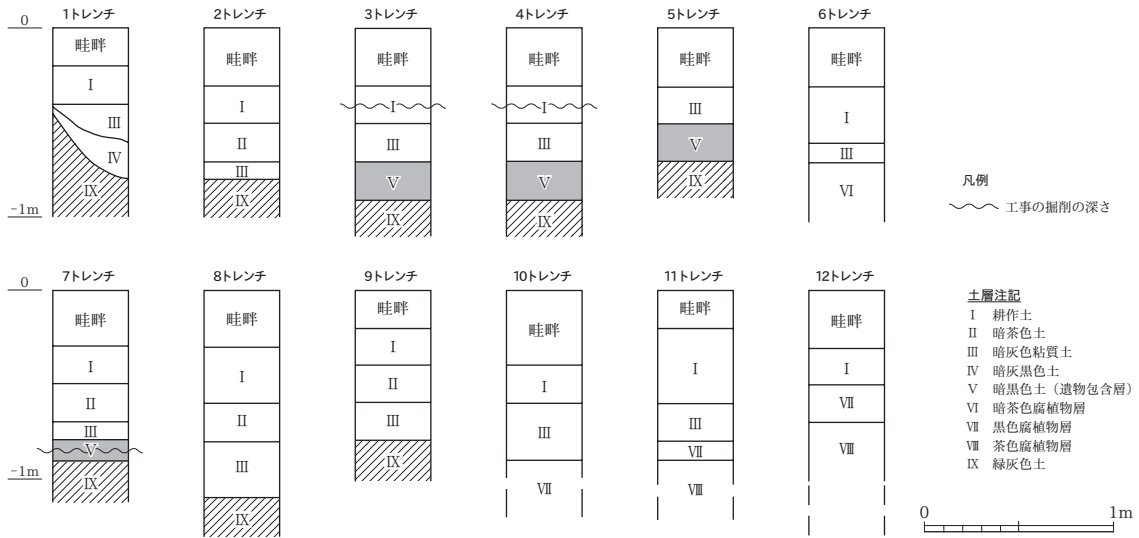 1トレンチ
0
畦畔
Ⅰ
Ⅲ
Ⅳ
Ⅸ
-1m
2トレンチ
畦畔
Ⅰ
Ⅱ
Ⅲ
Ⅸ
3トレンチ
畦畔
Ⅰ
Ⅲ
Ⅴ
Ⅸ
4トレンチ
畦畔
Ⅰ
Ⅲ
Ⅴ
Ⅸ
5トレンチ
畦畔
Ⅲ
Ⅴ
Ⅸ
6トレンチ
畦畔
Ⅰ
Ⅲ
Ⅵ
凡例
工事の掘削の深さ
7トレンチ
0
畦畔
Ⅰ
Ⅱ
Ⅲ
Ⅴ
-1m
Ⅸ
8トレンチ
畦畔
Ⅰ
Ⅱ
Ⅲ
Ⅸ
9トレンチ
畦畔
Ⅰ
Ⅱ
Ⅲ
Ⅸ
10トレンチ
畦畔
Ⅰ
Ⅲ
Ⅶ
11トレンチ
畦畔
Ⅰ
Ⅲ
Ⅶ
Ⅷ
12トレンチ
畦畔
Ⅰ
Ⅶ
Ⅷ
土層注記
Ⅰ 耕作土
Ⅱ 暗茶色土
Ⅲ 暗灰色粘質土
Ⅳ 暗灰黒色土
Ⅴ 暗黒色土（遺物包含層）
Ⅵ 暗茶色腐植物層
Ⅶ 黒色腐植物層
Ⅷ 茶色腐植物層
Ⅸ 緑灰色土
0 1m